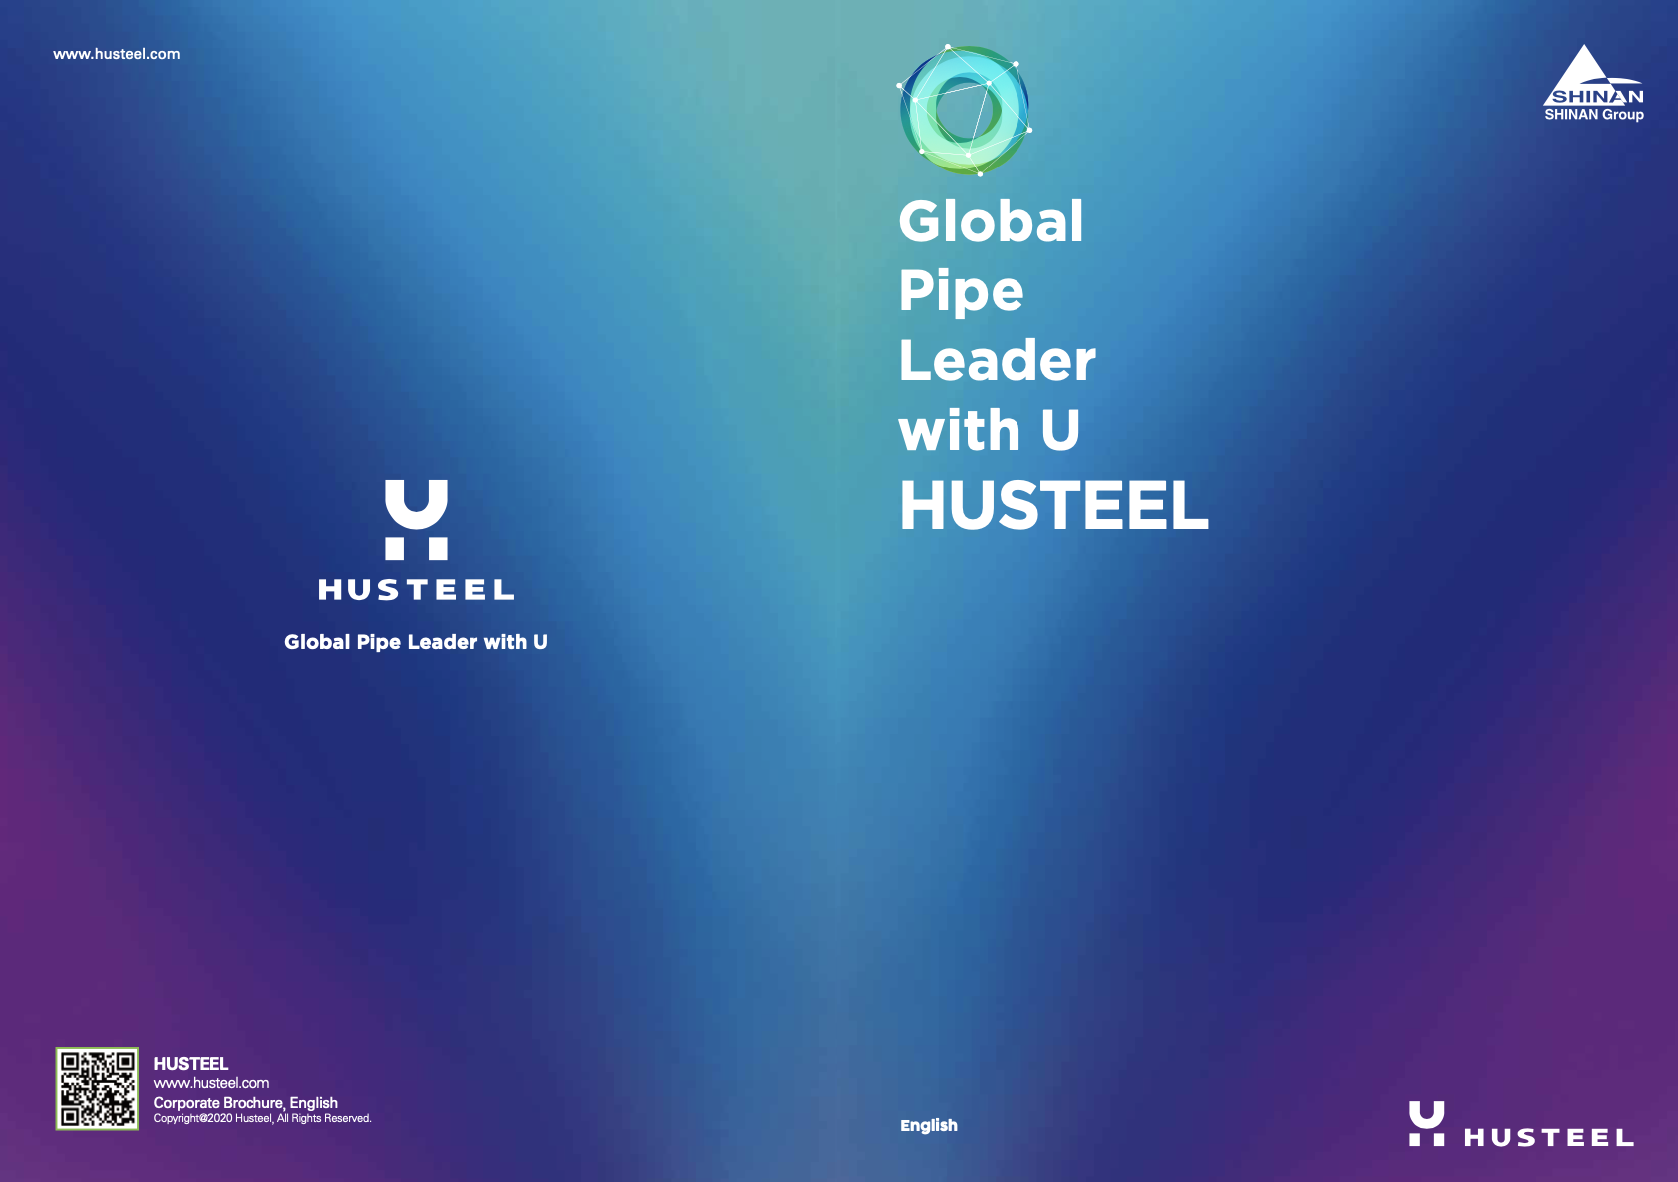 www.husteel.com
HUSTEEL
Global Pipe Leader with U
HUSTEEL
www.husteel.com
Corporate Brochure, English
Copyright@2020 Husteel, All Rights Reserved.
SHINAN
SHINAN Group
Global
Pipe
Leader
with U
HUSTEEL
English
HUSTEEL